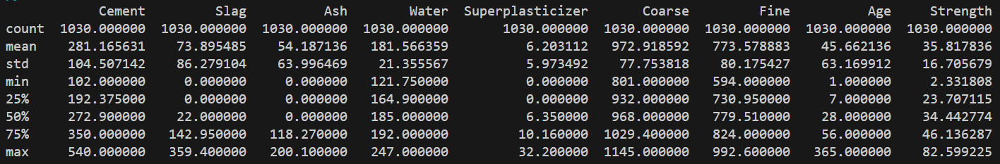 Cement Slag Ash Water Superplasticizer Coarse Fine Age Strength
count 1030.000000 1030.000000 1030.000000 1030.000000 1030.000000 1030.000000 1030.000000 1030.000000 1030.000000
mean 281.165631 73.895485 54.187136 181.566359 6.203112 972.918592 773.578883 45.662136 35.817836
std 104.507142 86.279104 63.996469 21.355567 5.973492 77.753818 80.175427 63.169912 16.705679
min 102.000000 0.000000 0.000000 121.750000 0.000000 801.000000 594.000000 1.000000 2.331808
25% 192.375000 0.000000 0.000000 164.900000 0.000000 932.000000 730.950000 7.000000 23.707115
50% 272.900000 22.000000 0.000000 185.000000 6.350000 968.000000 779.510000 28.000000 34.442774
75% 350.000000 142.950000 118.270000 192.000000 10.160000 1029.400000 824.000000 56.000000 46.136287
max 540.000000 359.400000 200.100000 247.000000 32.200000 1145.000000 992.600000 365.000000 82.599225